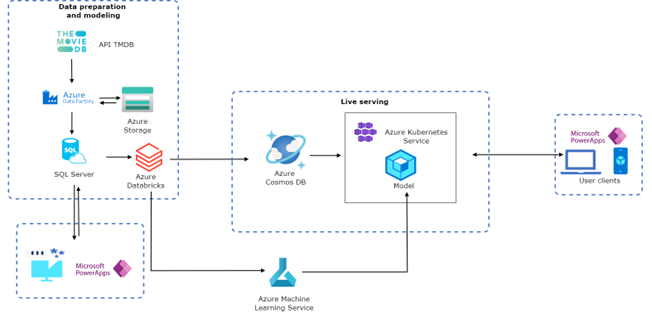 Data preparation
and modeling
THE
MOVIE
DB
API TMDB
Azure
Data Factory
Azure
Storage
SQL
SQL Server
Azure
Databricks
Microsoft
PowerApps
Live serving
Azure
Cosmos DB
Azure Kubernetes
Service
Model
Azure Machine
Learning Service
Microsoft
PowerApps
User clients